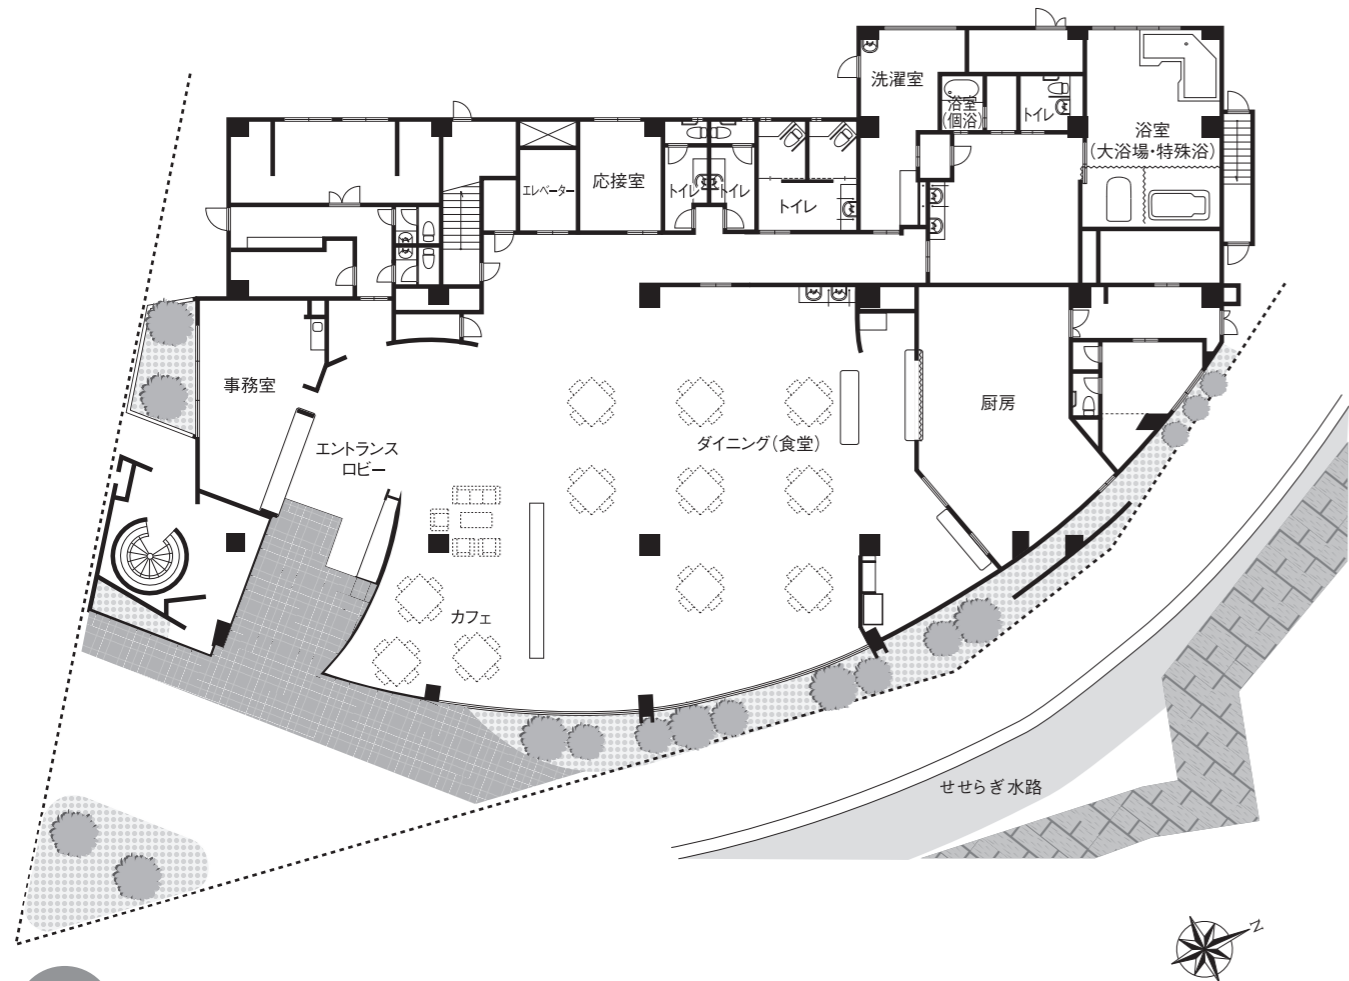 洗濯室
浴室
(個浴)
トイレ
浴室
(大浴場・特殊浴)
エレベーター
応接室
トイレ
トイレ
トイレ
事務室
エントランス
ロビー
ダイニング(食堂)
厨房
カフェ
せせらぎ水路
N